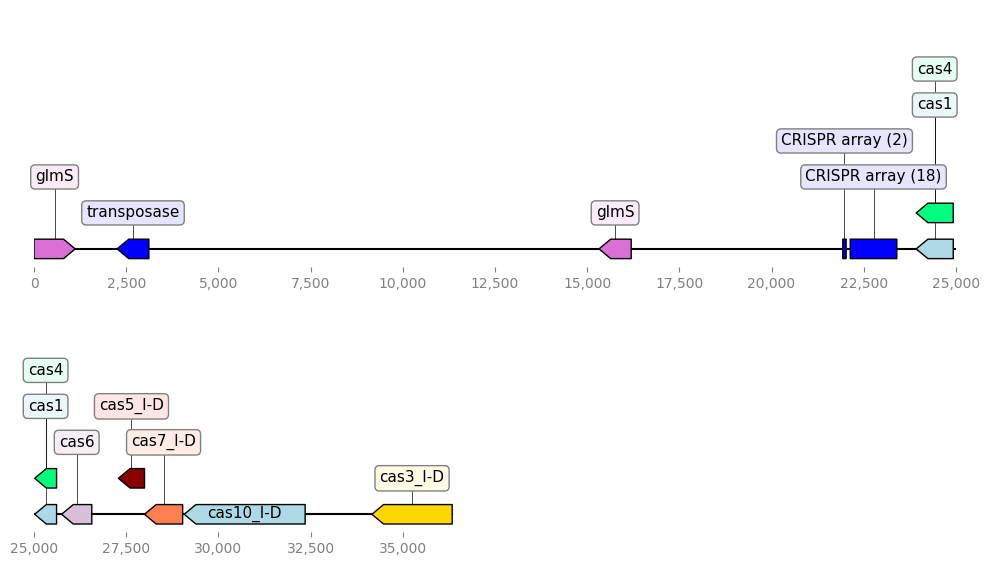 cas4
cas1
CRISPR array (2)
glmS
CRISPR array (18)
transposase
glmS
0
2,500
5,000
7,500
10,000
12,500
15,000
17,500
20,000
22,500
25,000
cas4
cas1
cas5_I-D
cas6
cas7_I-D
cas3_I-D
cas10_I-D
25,000
27,500
30,000
32,500
35,000